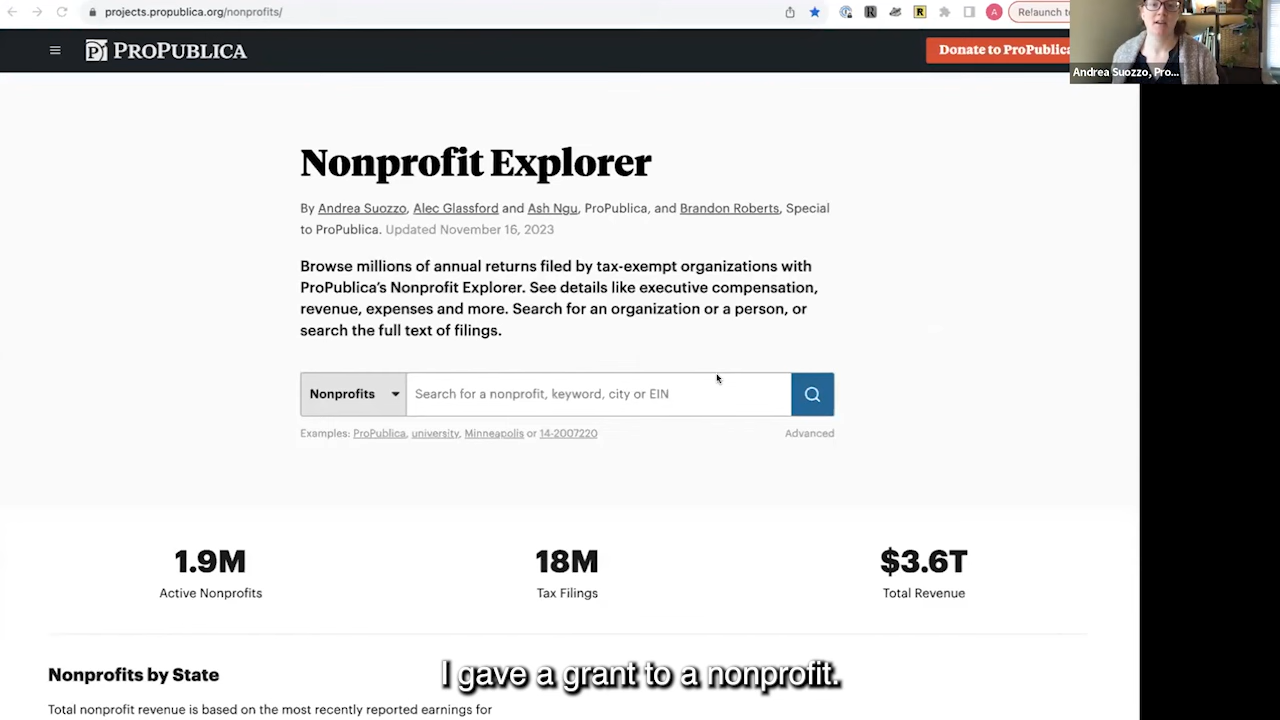 projects.propublica.org/nonprofits/
A
Relaunch to
PROPUBLICA
Donate to ProPublica
Andrea Suozzo, Pro...
Nonprofit Explorer
By Andrea Suozzo, Alec Glassford and Ash Ngu, ProPublica, and Brandon Roberts, Special
to ProPublica. Updated November 16, 2023
Browse millions of annual returns filed by tax-exempt organizations with
ProPublica's Nonprofit Explorer. See details like executive compensation,
revenue, expenses and more. Search for an organization or a person, or
search the full text of filings.
Nonprofits
Search for a nonprofit, keyword, city or EIN
Examples: ProPublica, university, Minneapolis or 14-2007220
Advanced
1.9M
Active Nonprofits
18M
Tax Filings
$3.6T
Total Revenue
Nonprofits by State
Total nonprofit revenue is based on the most recently reported earnings for
I gave a grant to a nonprofit.